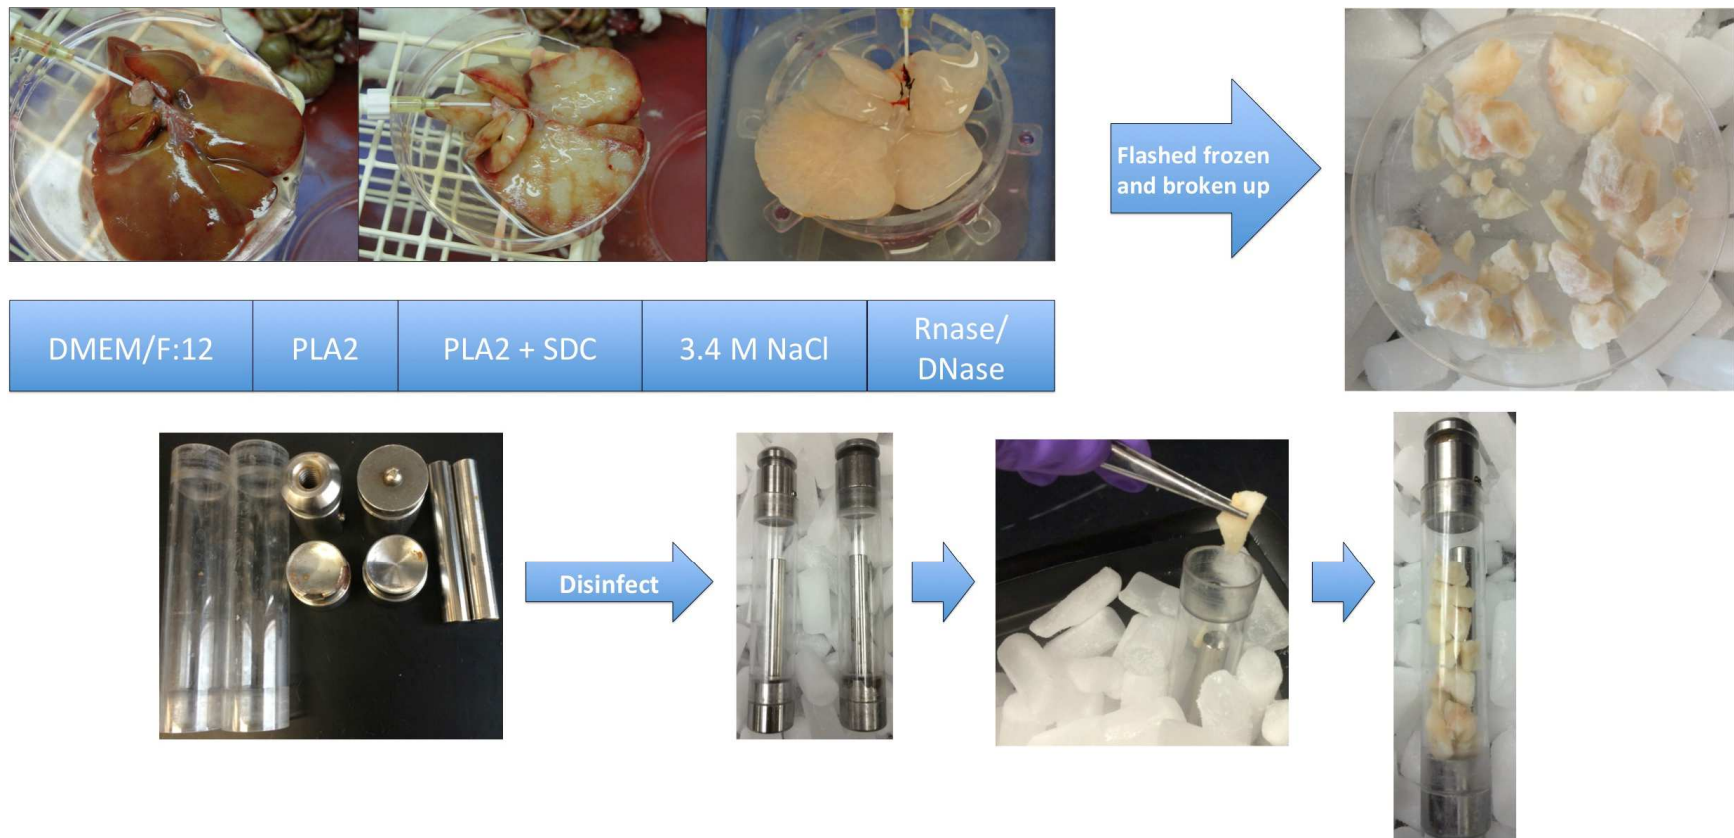 Flashed frozen
and broken up
DMEM/F:12
PLA2
PLA2 + SDC
3.4 M NaCl
Rnase/
DNase
Disinfect